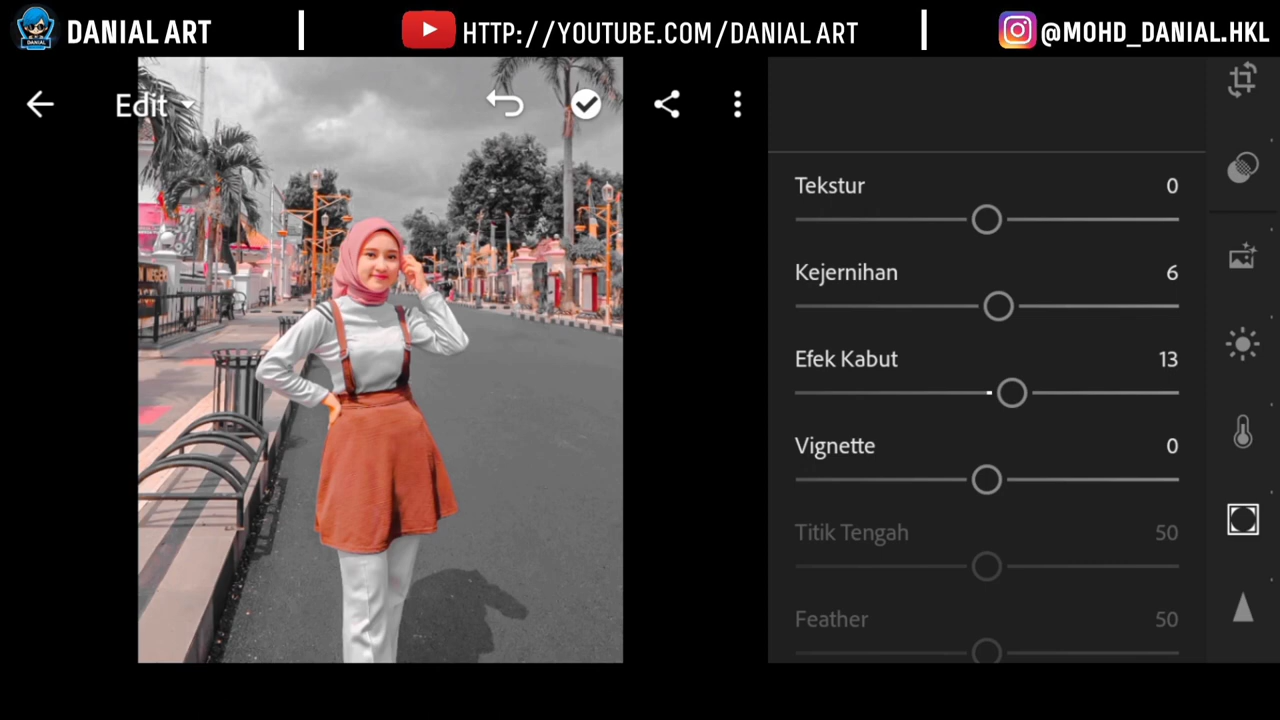 DANIAL
DANIAL ART
HTTP://YOUTUBE.COM/DANIAL ART
@MOHD_DANIAL.HKL
Edit
Tekstur 0
Kejernihan 6
Efek Kabut 13
Vignette 0
Titik Tengah 50
Feather 50